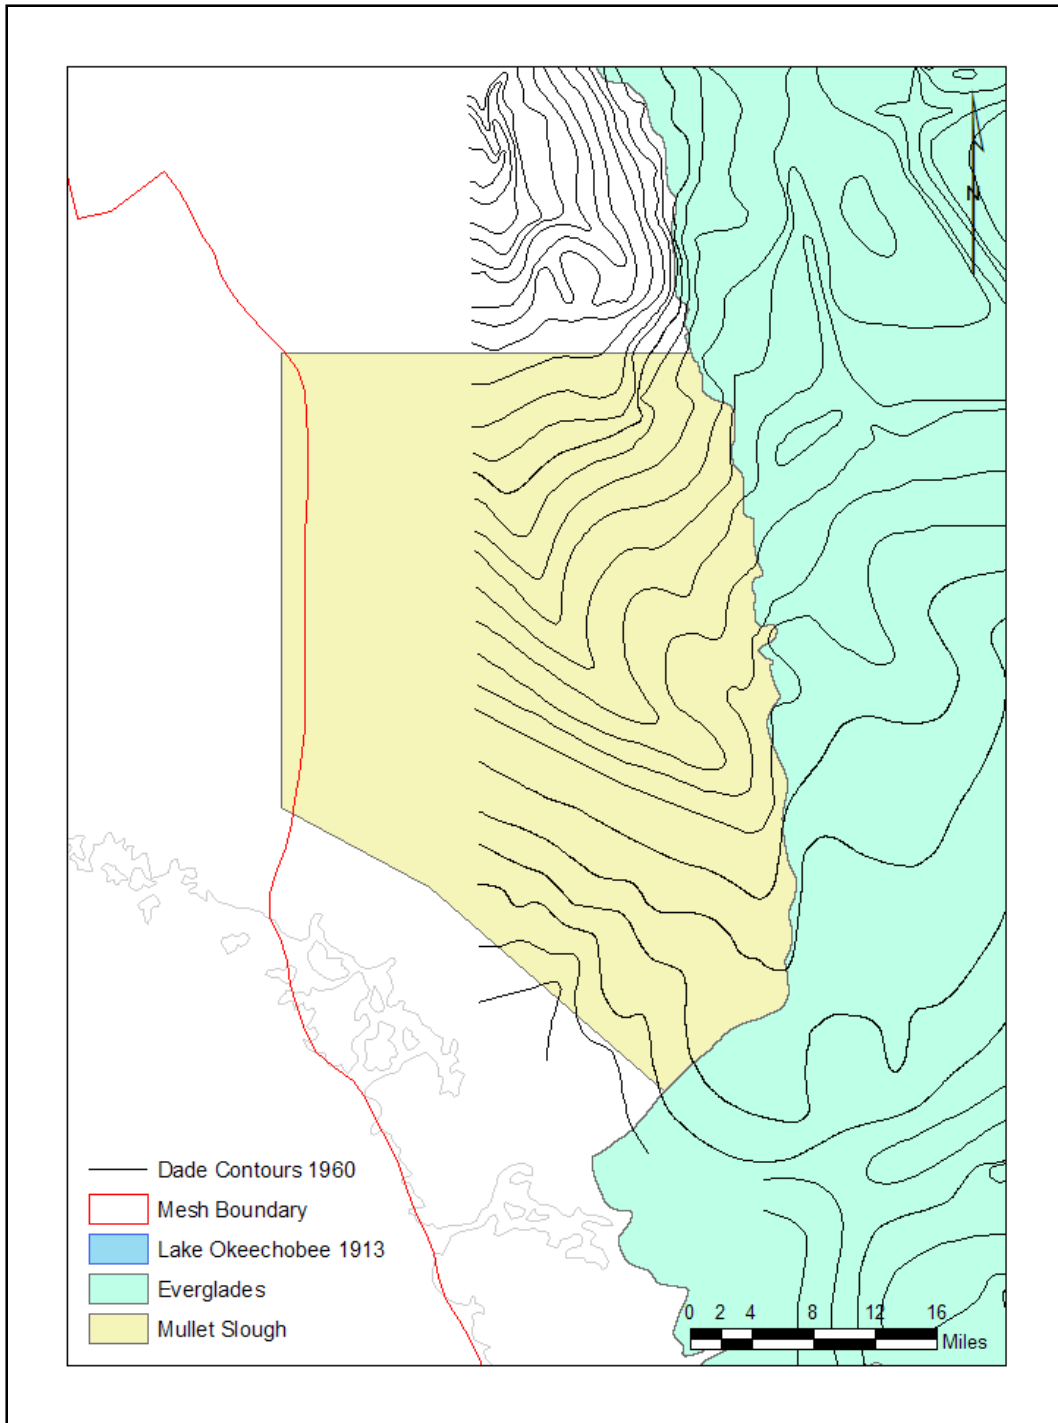 N
Dade Contours 1960
Mesh Boundary
Lake Okeechobee 1913
Everglades
Mullet Slough
0 2 4 8 12 16
Miles